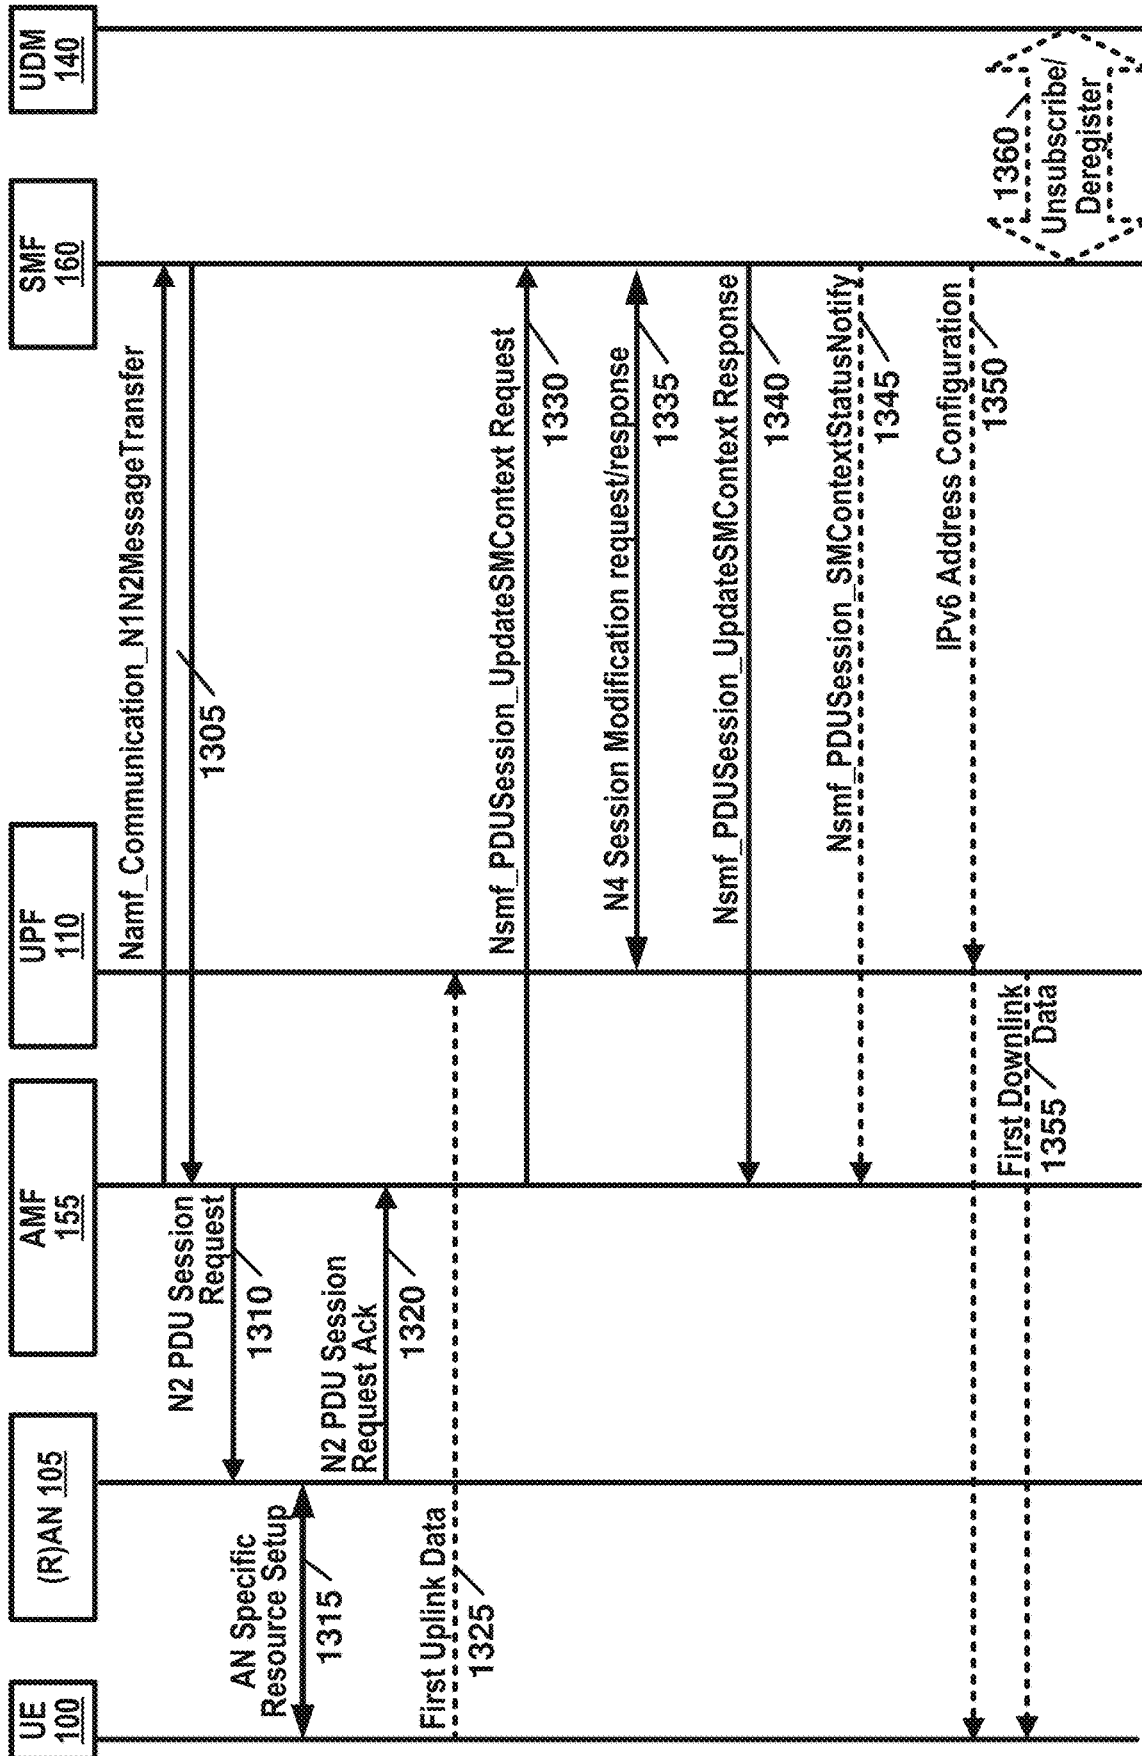 UE
100
(R)AN 105
AMF
155
UPF
110
SMF
160
UDM
140
Namf_Communication_N1N2MessageTransfer
1305
N2 PDU Session
Request
1310
AN Specific
Resource Setup
1315
N2 PDU Session
Request Ack
1320
First Uplink Data
1325
Nsmf_PDUSession_UpdateSMContext Request
1330
N4 Session Modification request/response
1335
Nsmf_PDUSession_UpdateSMContext Response
1340
Nsmf_PDUSession_SMContextStatusNotify
1345
IPv6 Address Configuration
1350
First Downlink
Data
1355
1360
Unsubscribe/
Deregister